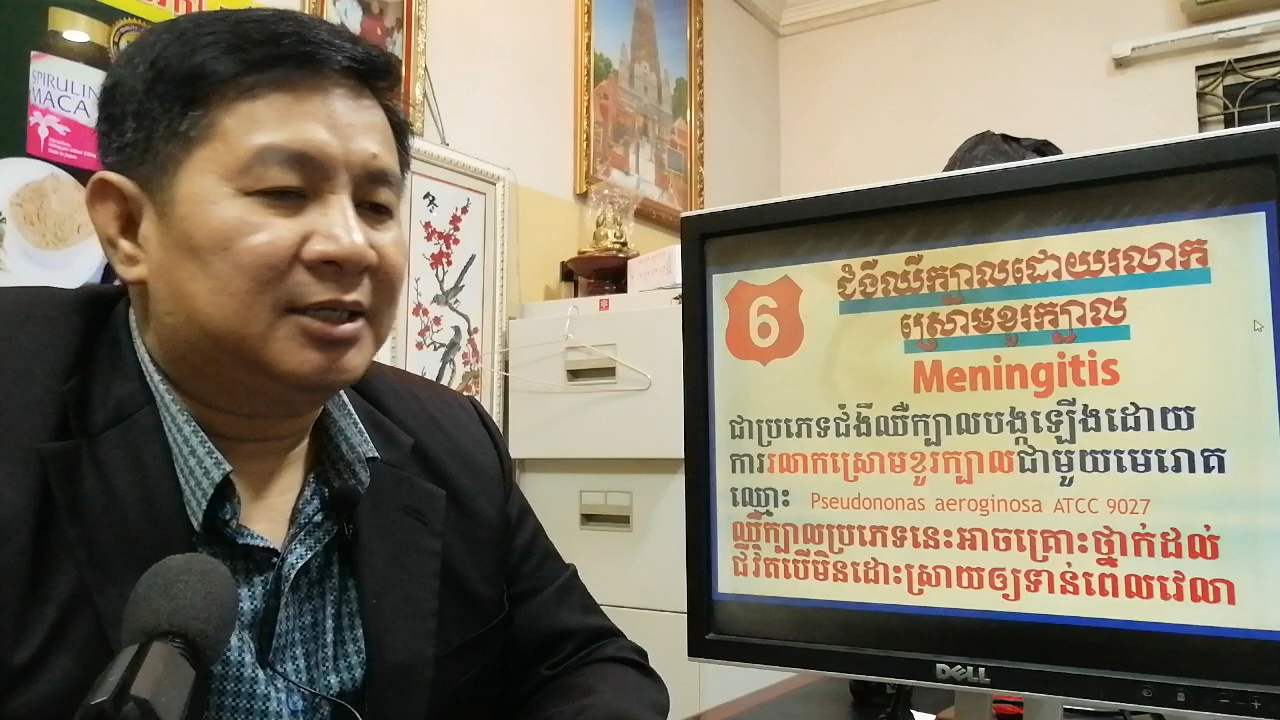 SPIRULIN
MACA
6
ជំងឺឈឺក្បាលដោយរលាក
ស្រោមខួរក្បាល
Meningitis
ជាប្រភេទជំងឺឈឺក្បាលបង្កឡើងដោយ
ការរលាកស្រោមខួរក្បាលជាមួយមេរោគ
ឈ្មោះ Pseudononas aeroginosa ATCC 9027
ឈឺក្បាលប្រភេទនេះអាចគ្រោះថ្នាក់ដល់
ជីវិតបើមិនដោះស្រាយឲ្យទាន់ពេលវេលា
DELL